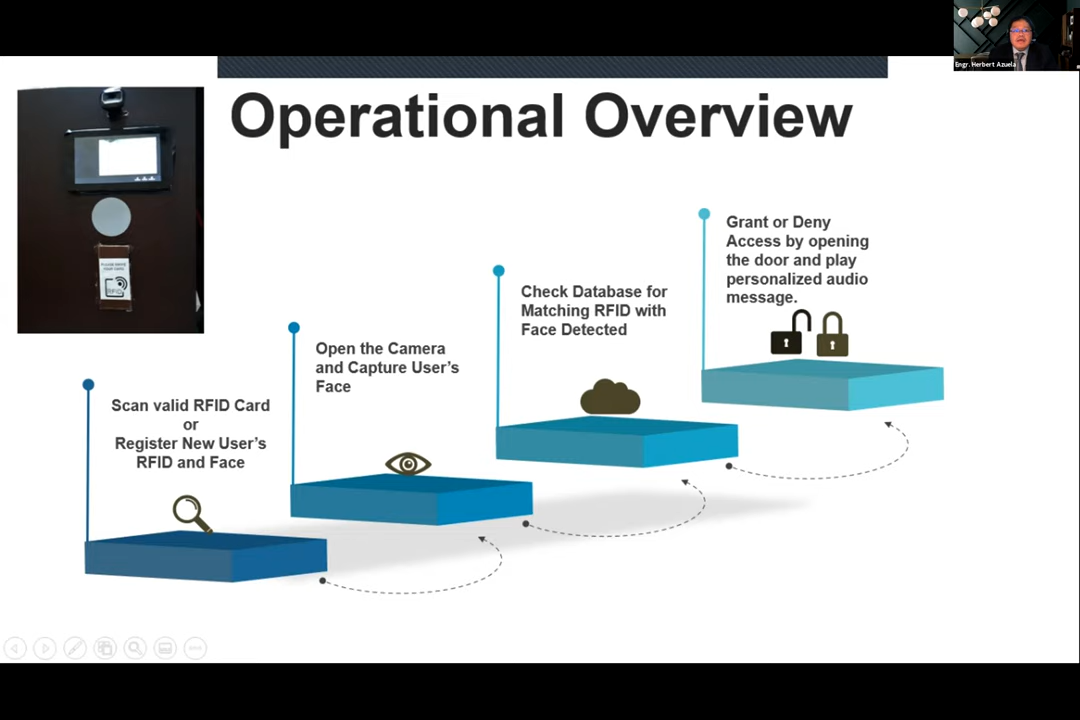 Engr. Herbert Azuela
Operational Overview
RFID
Scan valid RFID Card
or
Register New User's
RFID and Face
Open the Camera
and Capture User's
Face
Check Database for
Matching RFID with
Face Detected
Grant or Deny
Access by opening
the door and play
personalized audio
message.